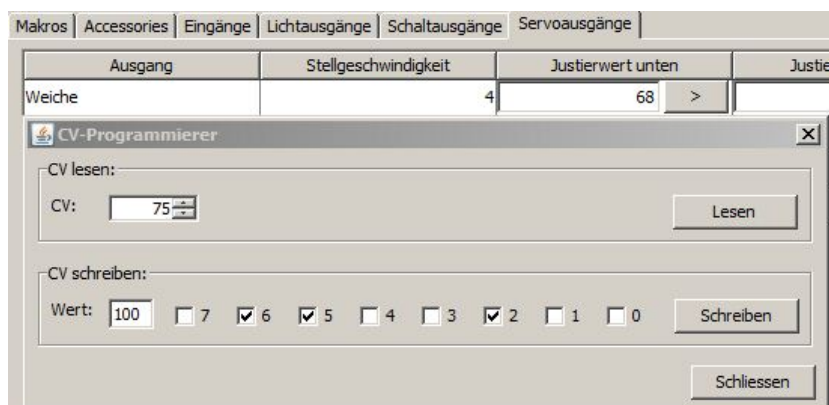 Makros Accessories Eingänge Lichtausgänge Schaltausgänge Servoausgänge
Ausgang Stellgeschwindigkeit Justierwert unten Justie
Weiche 4 68 >
CV-Programmierer
CV lesen:
CV: 75 Lesen
CV schreiben:
Wert: 100 7 6 5 4 3 2 1 0 Schreiben
Schliessen